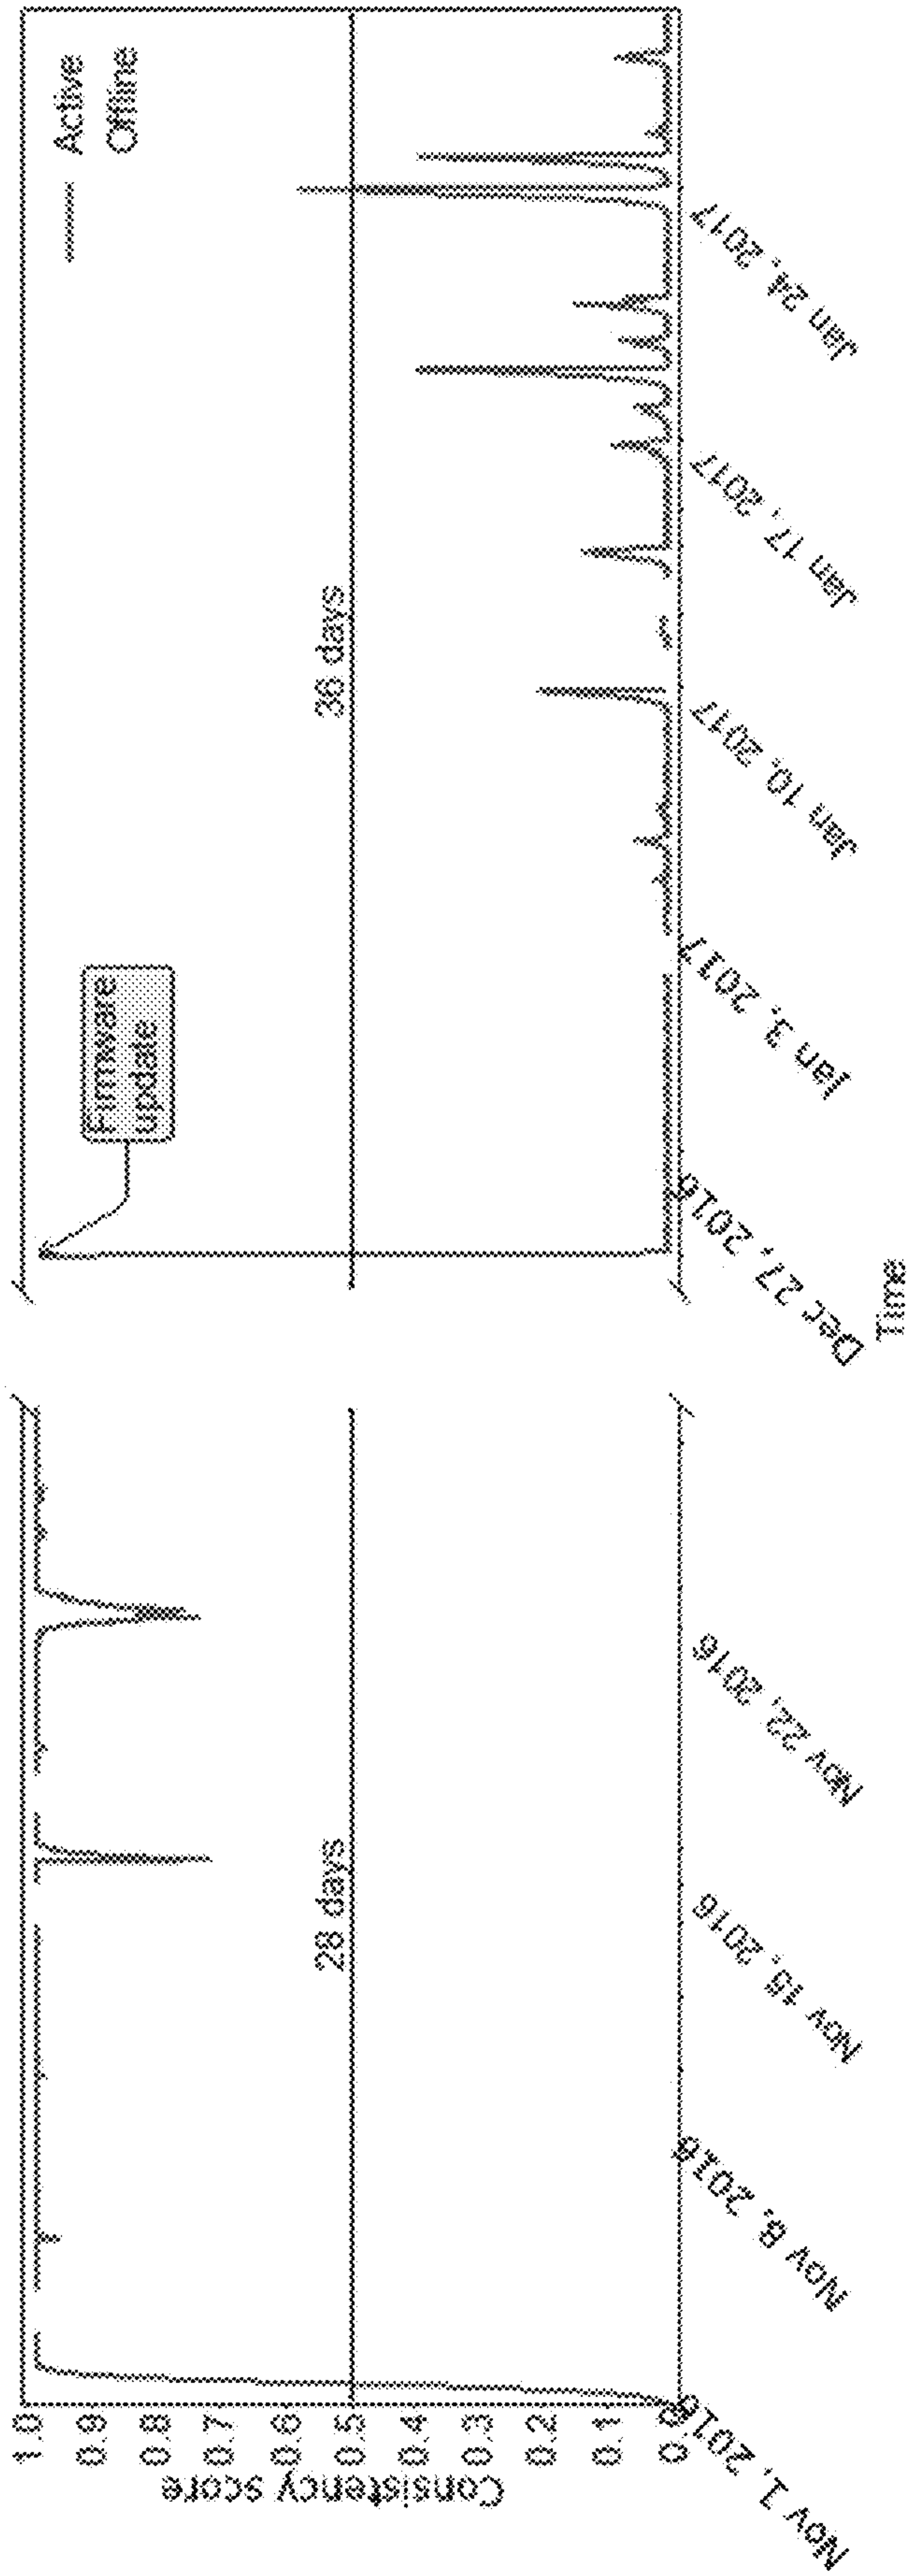 Active
Offline
Firmware
update
28 days
36 days
Consistency score
1.0
0.9
0.8
0.7
0.6
0.5
0.4
0.3
0.2
0.1
0
Nov 1, 2016
Nov 8, 2016
Nov 15, 2016
Nov 22, 2016
Dec 27, 2016
Jan 3, 2017
Jan 10, 2017
Jan 17, 2017
Jan 24, 2017
Time